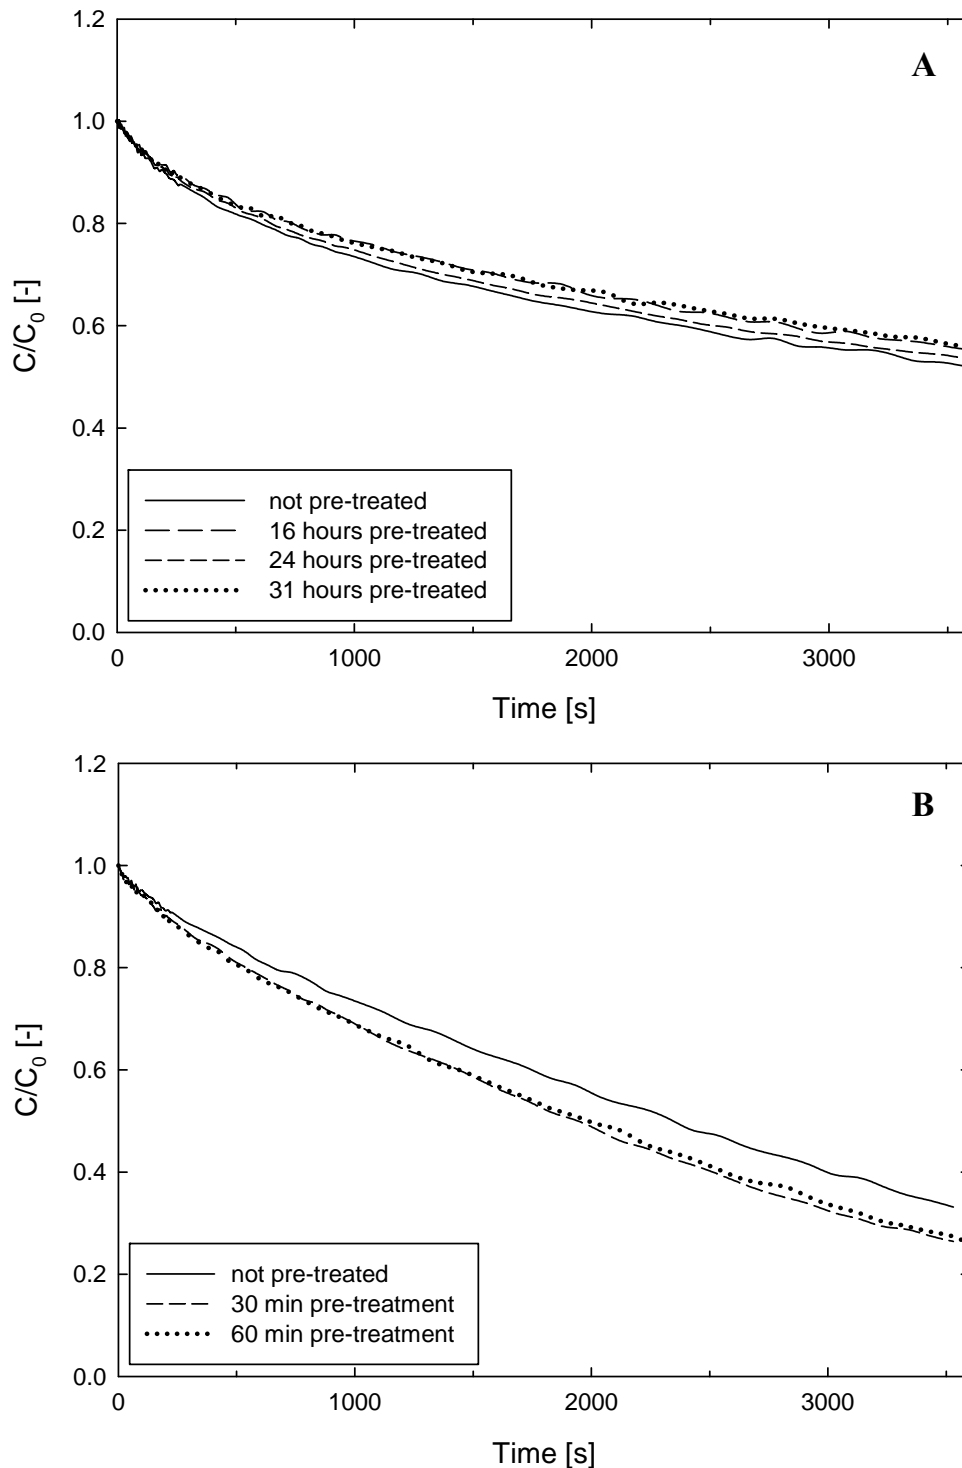 A
1.2
1.0
0.8
0.6
0.4
0.2
0.0
C/C₀ [-]
not pre-treated
16 hours pre-treated
24 hours pre-treated
31 hours pre-treated
0 1000 2000 3000
Time [s]
B
1.2
1.0
0.8
0.6
0.4
0.2
0.0
C/C₀ [-]
not pre-treated
30 min pre-treatment
60 min pre-treatment
0 1000 2000 3000
Time [s]